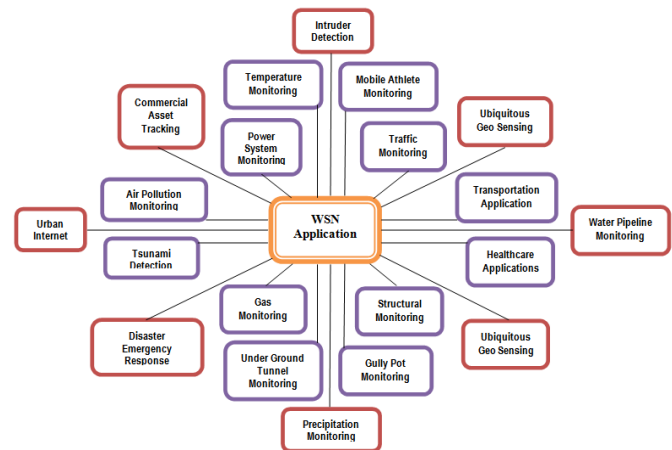 Intruder
Detection
Temperature
Monitoring
Mobile Athlete
Monitoring
Commercial
Asset
Tracking
Ubiquitous
Geo Sensing
Power
System
Monitoring
Traffic
Monitoring
Air Pollution
Monitoring
Transportation
Application
Urban
Internet
WSN
Application
Water Pipeline
Monitoring
Tsunami
Detection
Healthcare
Applications
Gas
Monitoring
Structural
Monitoring
Disaster
Emergency
Response
Ubiquitous
Geo Sensing
Under Ground
Tunnel
Monitoring
Gully Pot
Monitoring
Precipitation
Monitoring